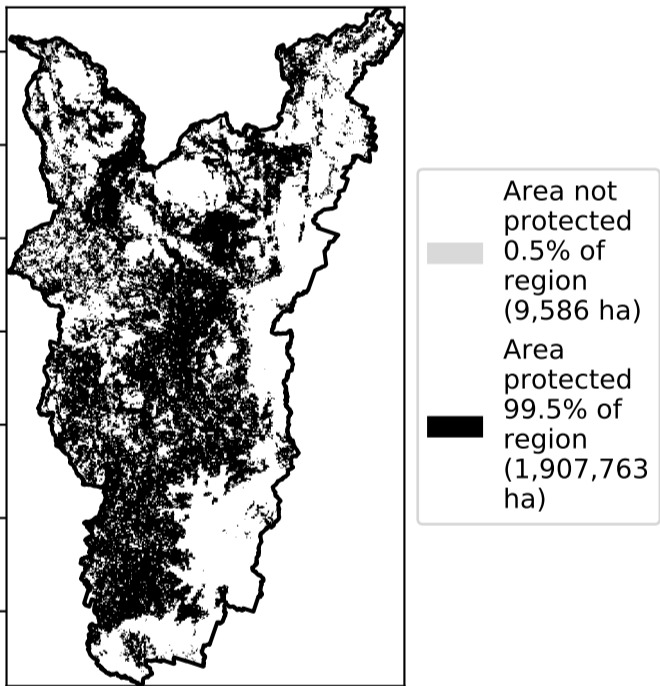 Area not
protected
0.5% of
region
(9,586 ha)
Area
protected
99.5% of
region
(1,907,763
ha)